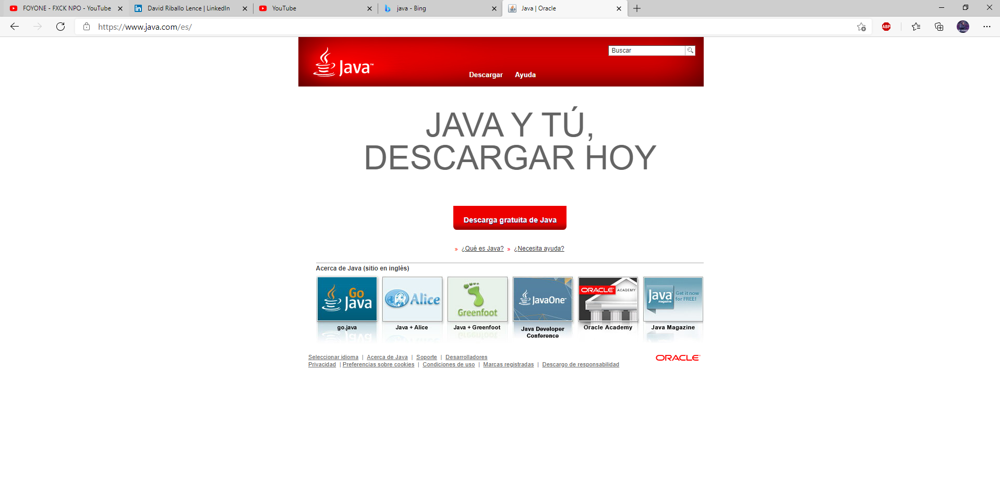 FOYONE - FXCK NPO - YouTube
David Riballo Lence | LinkedIn
YouTube
java - Bing
Java | Oracle
https://www.java.com/es/
ABP
Java™
Buscar
Descargar Ayuda
JAVA Y TÚ,
DESCARGAR HOY
Descarga gratuita de Java
» ¿Qué es Java? » ¿Necesita ayuda?
Acerca de Java (sitio en inglés)
Go
Java
go.java
Alice
Java + Alice
Greenfoot
Java + Greenfoot
JavaOne™
Java Developer
Conference
ORACLE® ACADEMY
Oracle Academy
Java magazine
Get it now
for FREE!
Java Magazine
Seleccionar idioma | Acerca de Java | Soporte | Desarrolladores
Privacidad | Preferencias sobre cookies | Condiciones de uso | Marcas registradas | Descargo de responsabilidad
ORACLE®